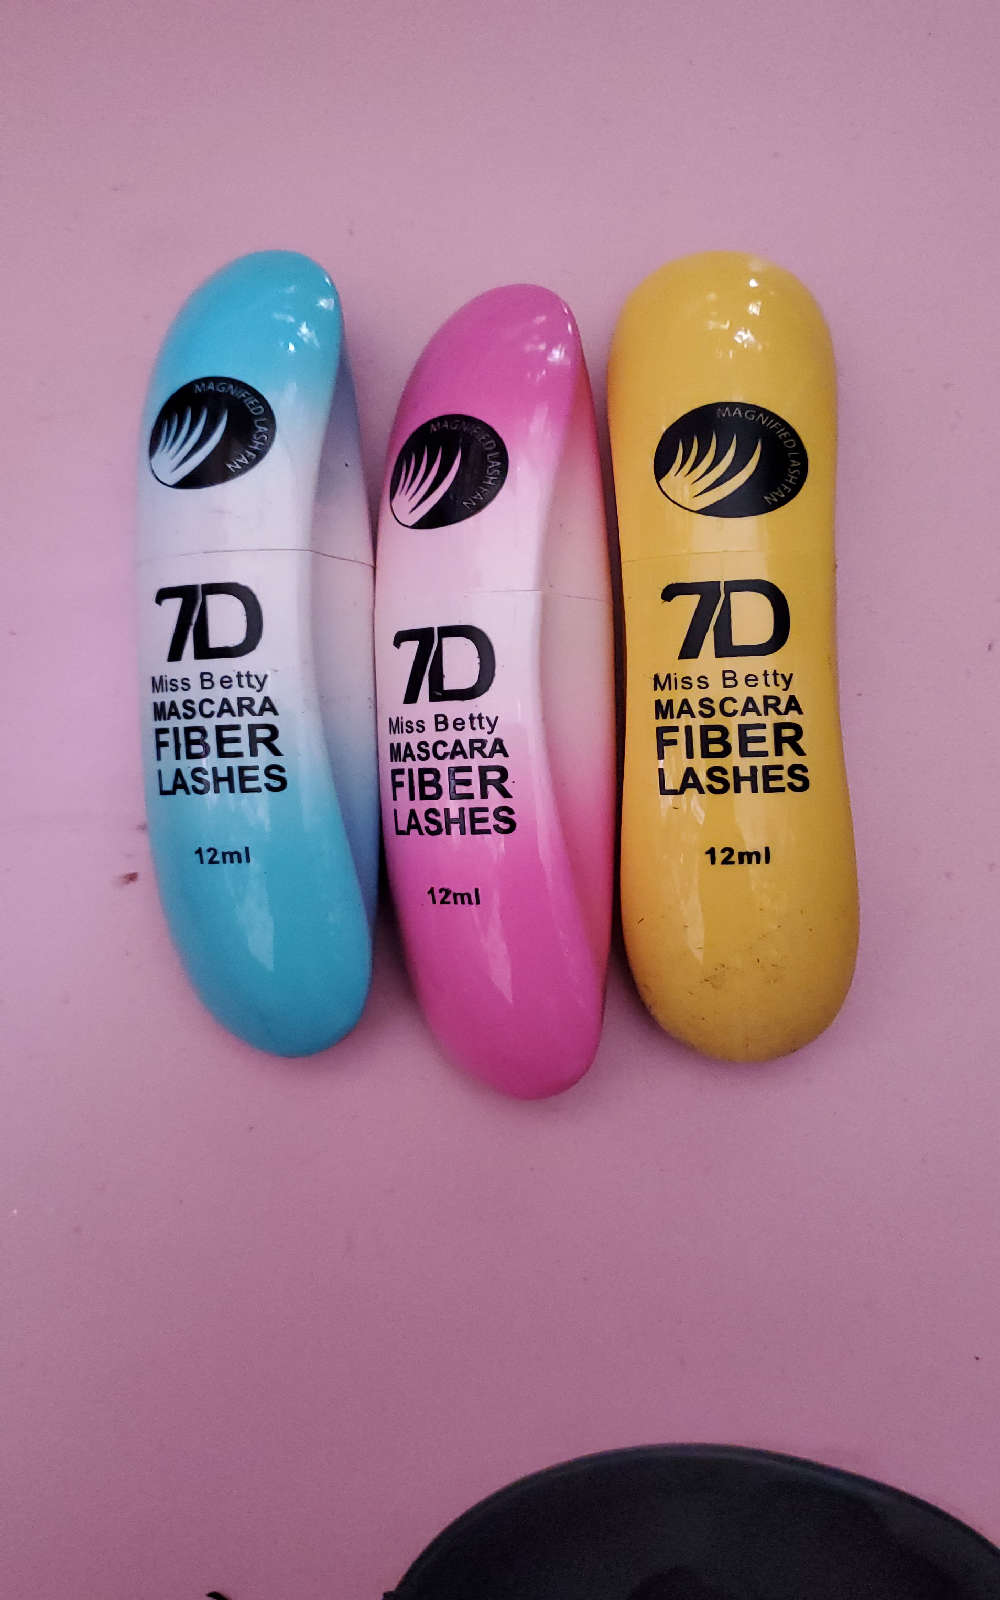 MAGNIFIED LASH FAN
7D
Miss Betty
MASCARA
FIBER
LASHES
12ml
MAGNIFIED LASH FAN
7D
Miss Betty
MASCARA
FIBER
LASHES
12ml
MAGNIFIED LASH FAN
7D
Miss Betty
MASCARA
FIBER
LASHES
12ml